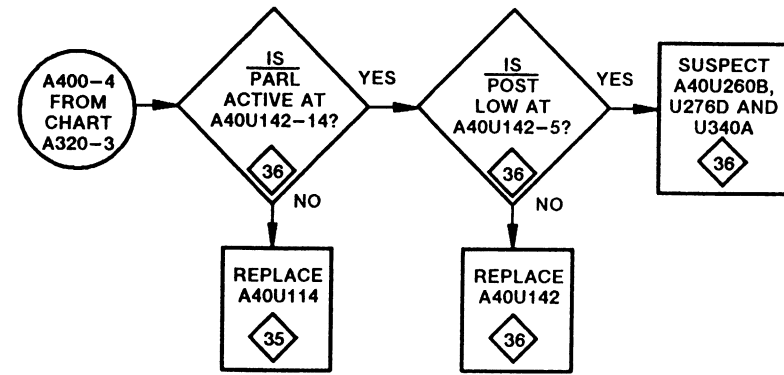 A400-4
FROM
CHART
A320-3
IS
PARL
ACTIVE AT
A40U142-14?
36
YES
NO
REPLACE
A40U114
35
IS
POST
LOW AT
A40U142-5?
36
YES
NO
REPLACE
A40U142
36
SUSPECT
A40U260B,
U276D AND
U340A
36